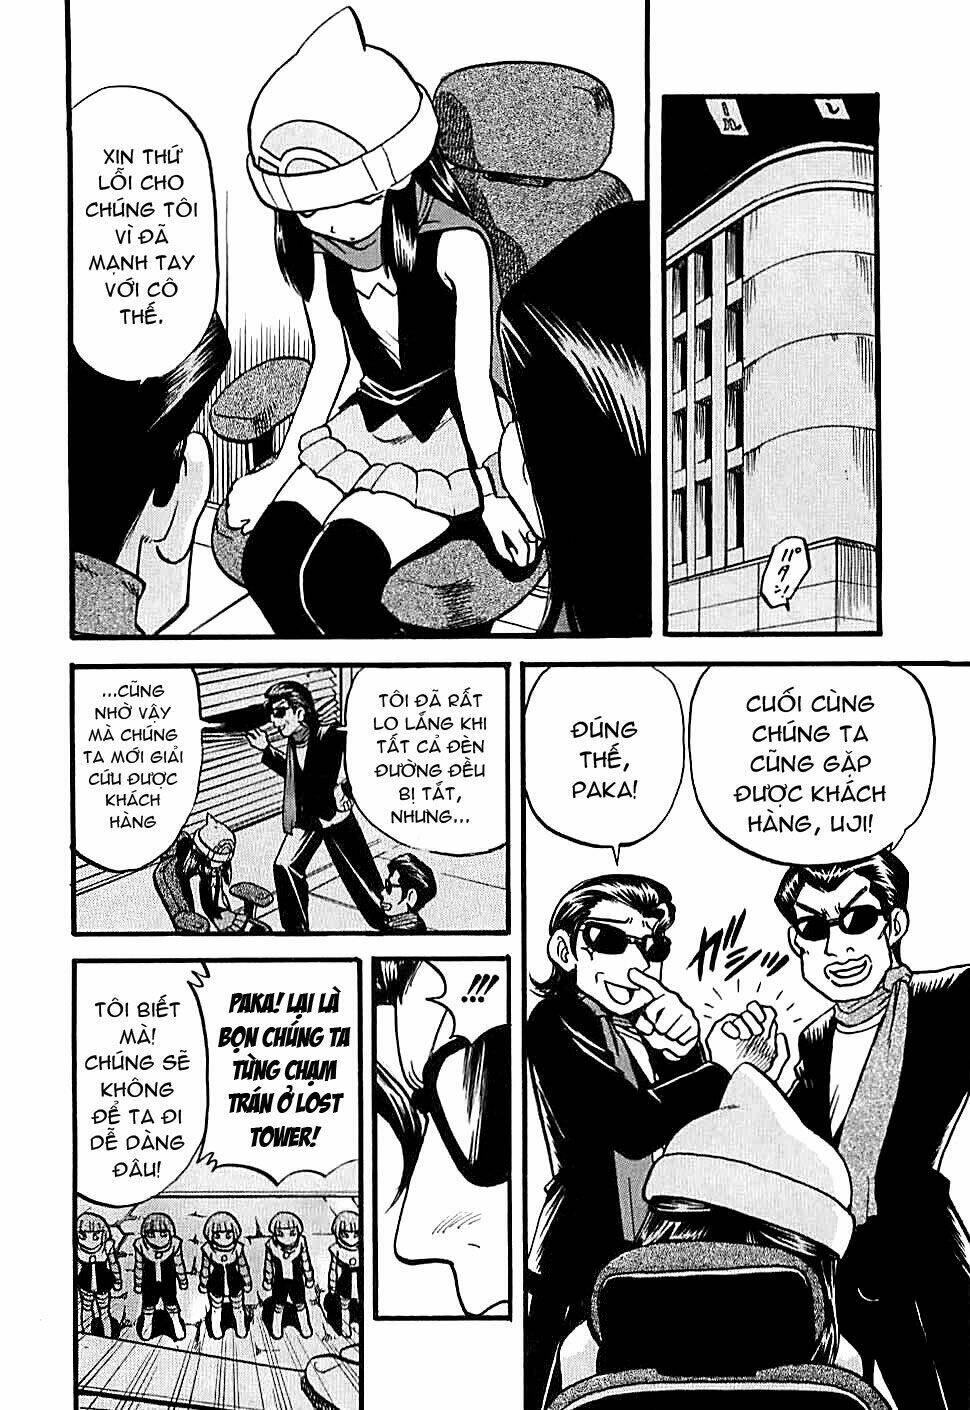 パタン!
XIN THỨ
LỖI CHO
CHÚNG TÔI
VÌ ĐÃ
MẠNH TAY
VỚI CÔ
THẾ.
CUỐI CÙNG
CHÚNG TA
CŨNG GẶP
ĐƯỢC KHÁCH
HÀNG, UJI!
ĐÚNG
THẾ,
PAKA!
TÔI ĐÃ RẤT
LO LẮNG KHI
TẤT CẢ ĐÈN
ĐƯỜNG ĐỀU
BỊ TẮT,
NHƯNG...
...CŨNG
NHỜ VẬY
MÀ CHÚNG
TA MỚI GIẢI
CỨU ĐƯỢC
KHÁCH
HÀNG
!!!
PAKA! LẠI LÀ
BỌN CHÚNG TA
TỪNG CHẠM
TRÁN Ở LOST
TOWER!
TÔI BIẾT
MÀ!
CHÚNG SẼ
KHÔNG
ĐỂ TA ĐI
DỄ DÀNG
ĐÂU!